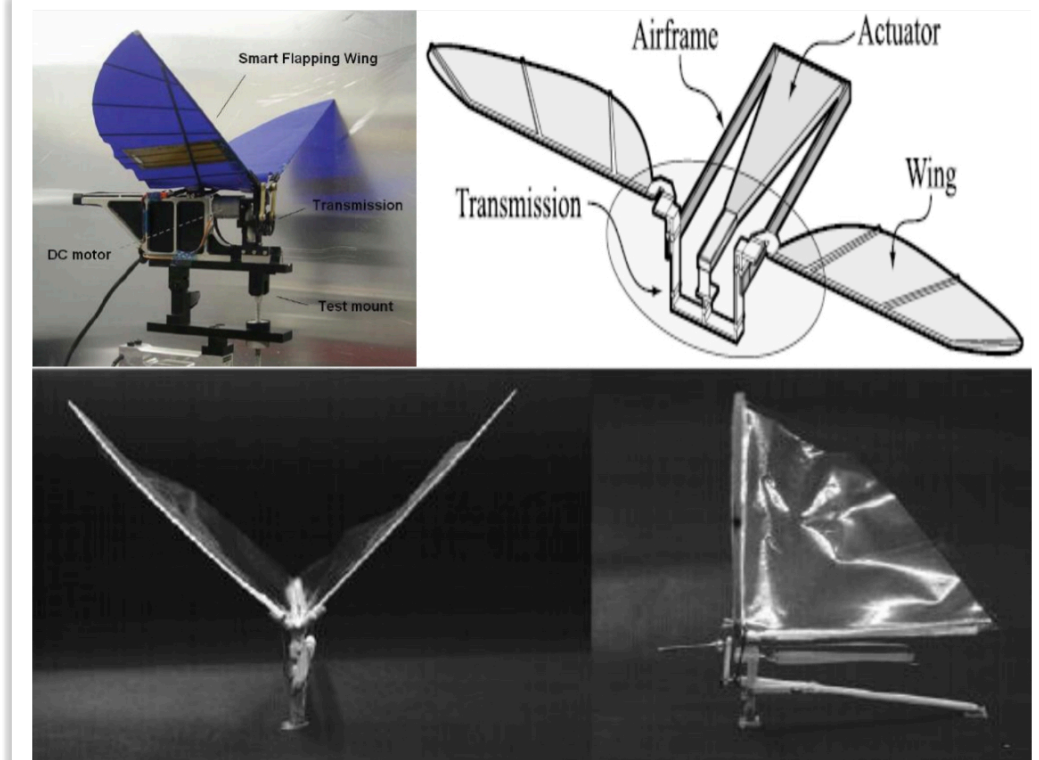 Smart Flapping Wing
Transmission
DC motor
Test mount
Airframe
Actuator
Transmission
Wing